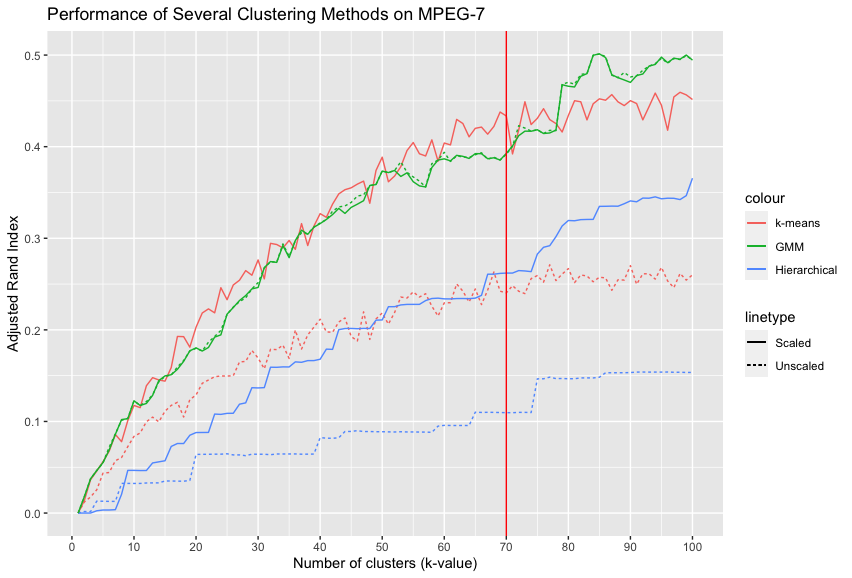 Performance of Several Clustering Methods on MPEG-7
Adjusted Rand Index
0.5
0.4
0.3
0.2
0.1
0.0
0 10 20 30 40 50 60 70 80 90 100
Number of clusters (k-value)
colour
k-means
GMM
Hierarchical
linetype
Scaled
Unscaled